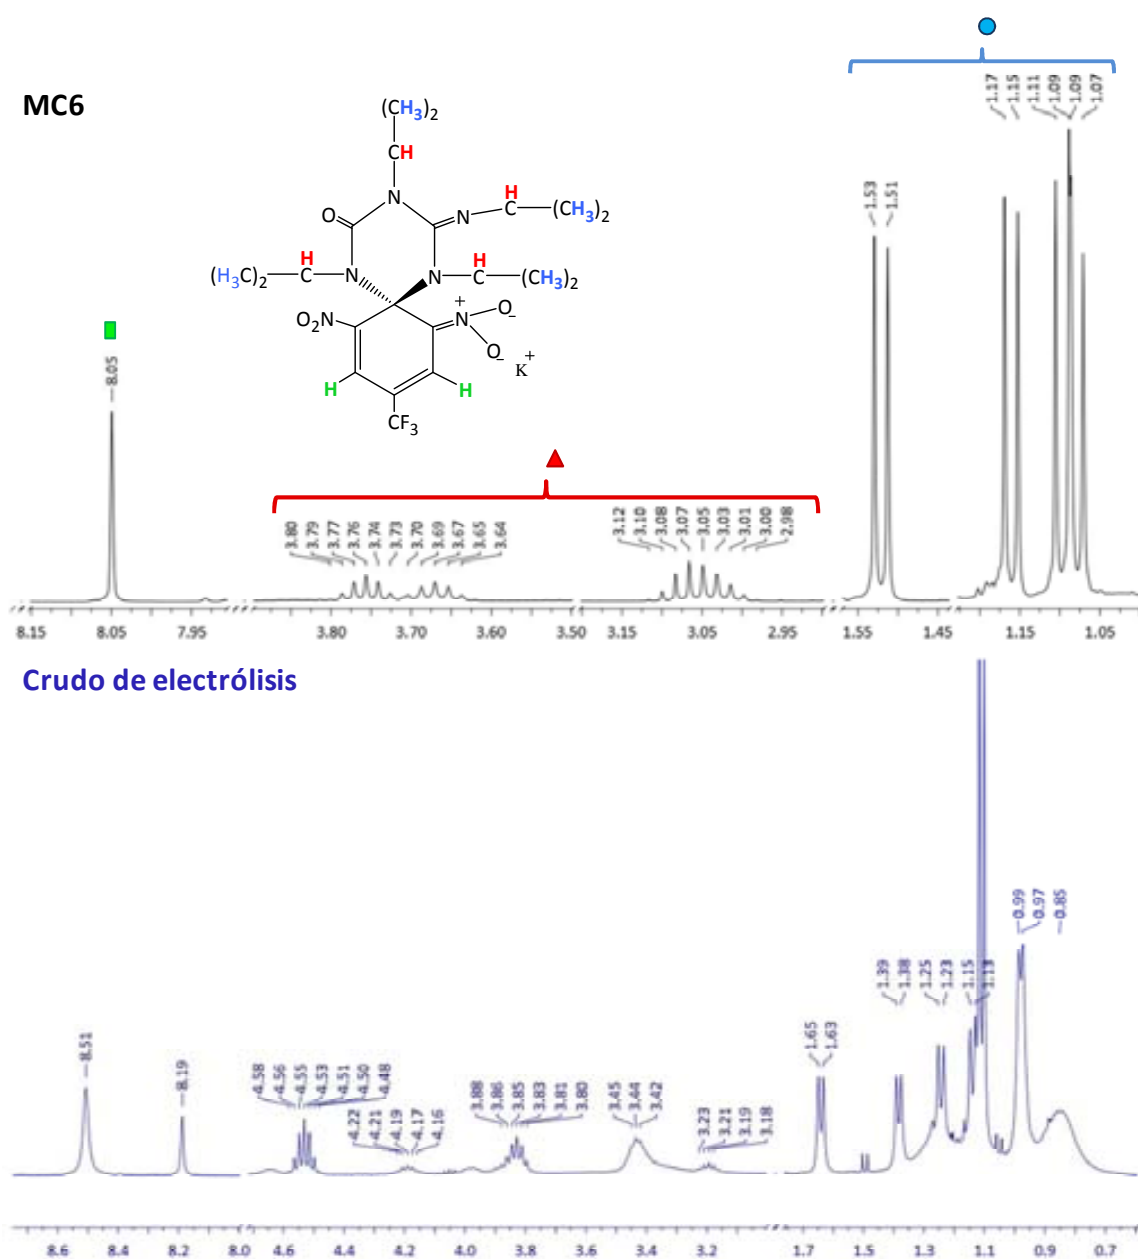 MC6
(CH₃)₂
CH
N
O
N
H
C
(CH₃)₂
(H₃C)₂
C
H
N
N
H
C
(CH₃)₂
O₂N
N
+
O
-
O
-
K
+
H
H
CF₃
8.05
3.80
3.79
3.77
3.76
3.74
3.73
3.70
3.69
3.67
3.65
3.64
3.12
3.10
3.08
3.07
3.05
3.03
3.01
3.00
2.98
1.53
1.51
1.17
1.15
1.11
1.09
1.09
1.07
8.15 8.05 7.95 3.80 3.70 3.60 3.50 3.15 3.05 2.95 1.55 1.45 1.15 1.05
Crudo de electrólisis
8.51
8.19
4.58
4.56
4.55
4.53
4.51
4.50
4.48
4.22
4.21
4.19
4.17
4.16
3.88
3.86
3.85
3.83
3.81
3.80
3.45
3.44
3.42
3.23
3.21
3.19
3.18
1.65
1.63
1.39
1.38
1.25
1.23
1.15
1.13
0.99
0.97
0.85
8.6 8.4 8.2 8.0 4.6 4.4 4.2 4.0 3.8 3.6 3.4 3.2 1.7 1.5 1.3 1.1 0.9 0.7